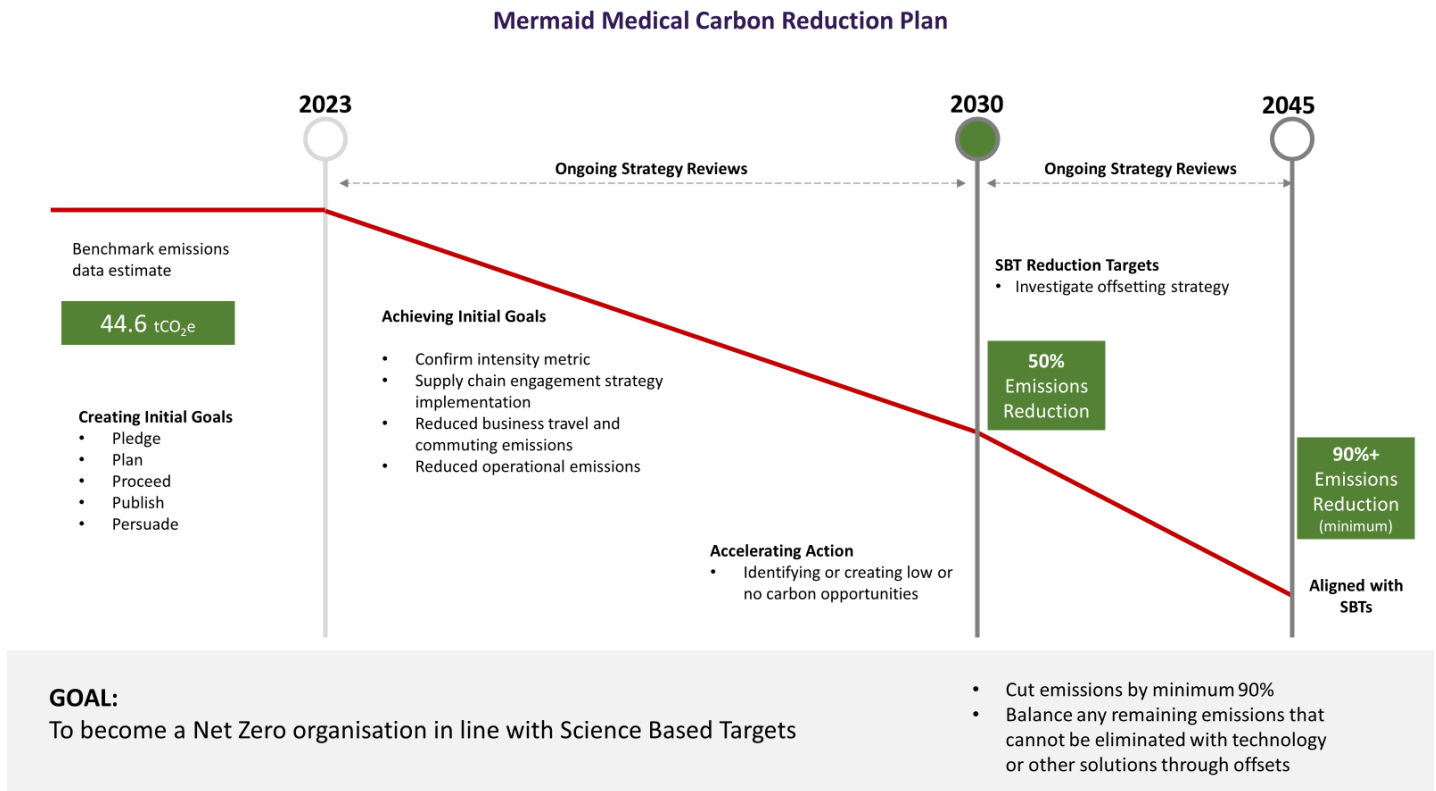 Mermaid Medical Carbon Reduction Plan
2023
2030
2045
Ongoing Strategy Reviews
Ongoing Strategy Reviews
Benchmark emissions
data estimate
44.6 tCO₂e
Creating Initial Goals
• Pledge
• Plan
• Proceed
• Publish
• Persuade
Achieving Initial Goals
• Confirm intensity metric
• Supply chain engagement strategy
implementation
• Reduced business travel and
commuting emissions
• Reduced operational emissions
Accelerating Action
• Identifying or creating low or
no carbon opportunities
SBT Reduction Targets
• Investigate offsetting strategy
50%
Emissions
Reduction
90%+
Emissions
Reduction
(minimum)
Aligned with
SBTs
GOAL:
To become a Net Zero organisation in line with Science Based Targets
• Cut emissions by minimum 90%
• Balance any remaining emissions that
cannot be eliminated with technology
or other solutions through offsets